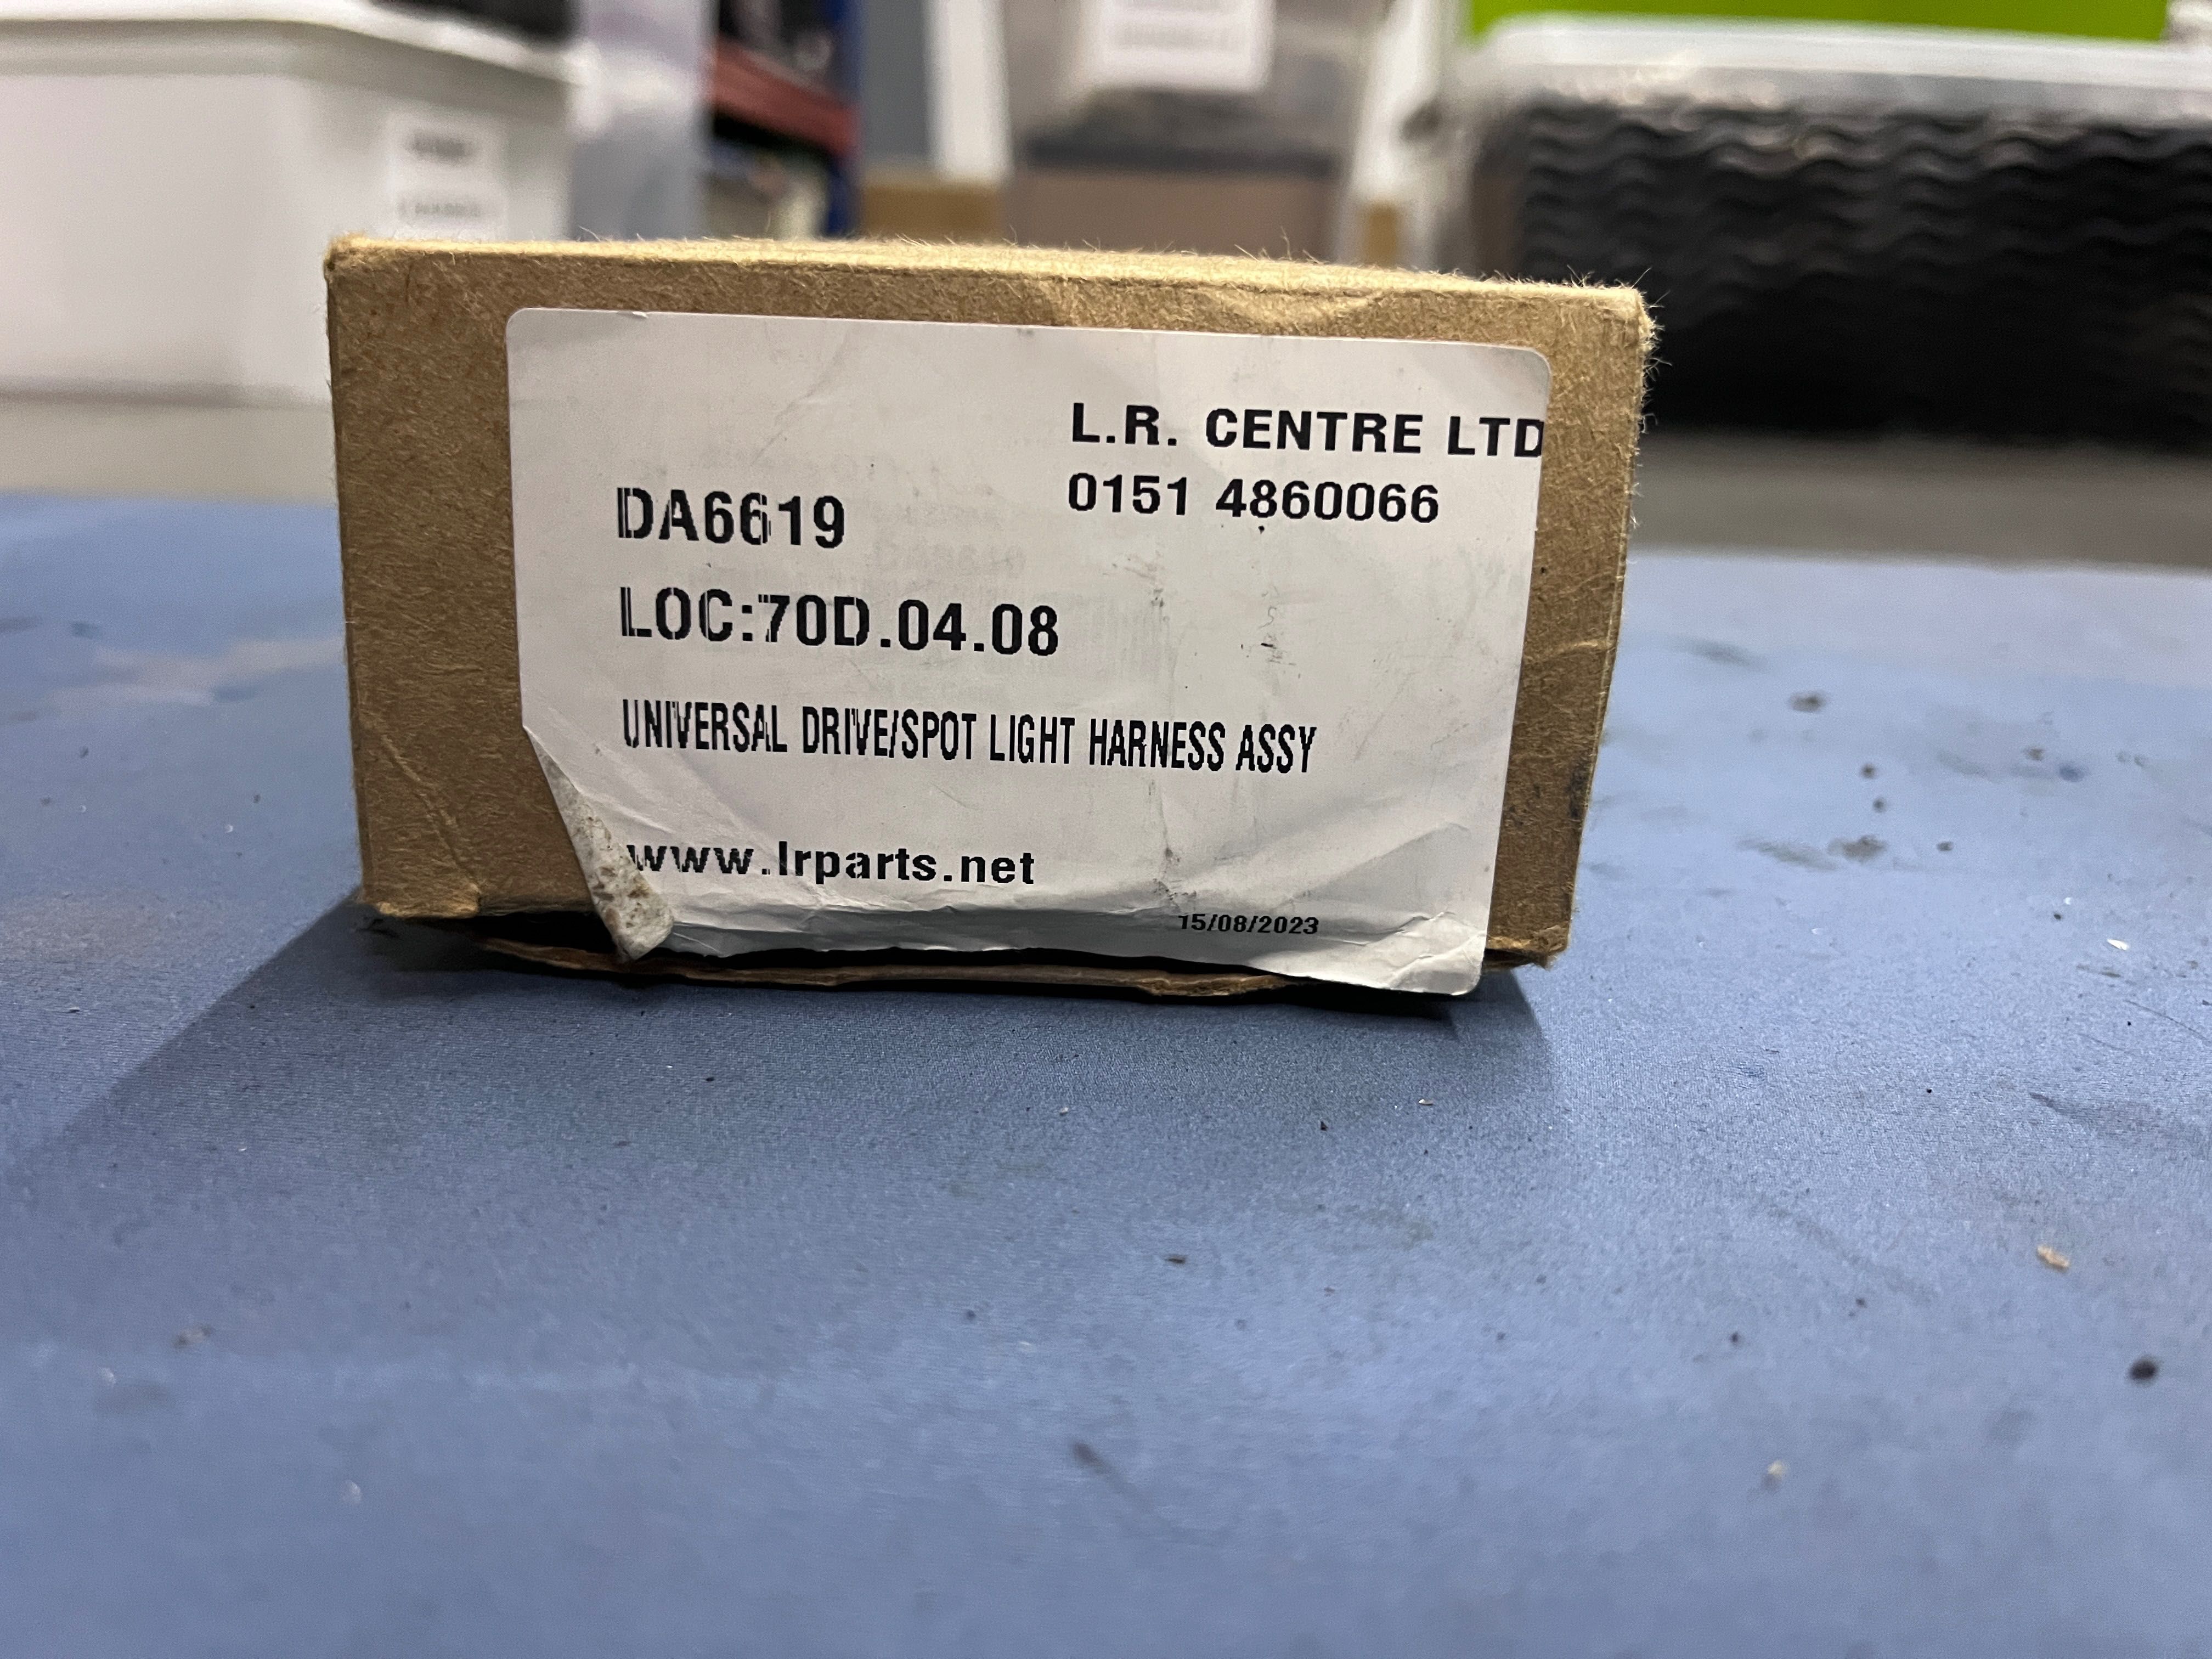 L.R. CENTRE LTD
0151 4860066
DA6619
LOC:70D.04.08
UNIVERSAL DRIVE/SPOT LIGHT HARNESS ASSY
www.lrparts.net
15/08/2023